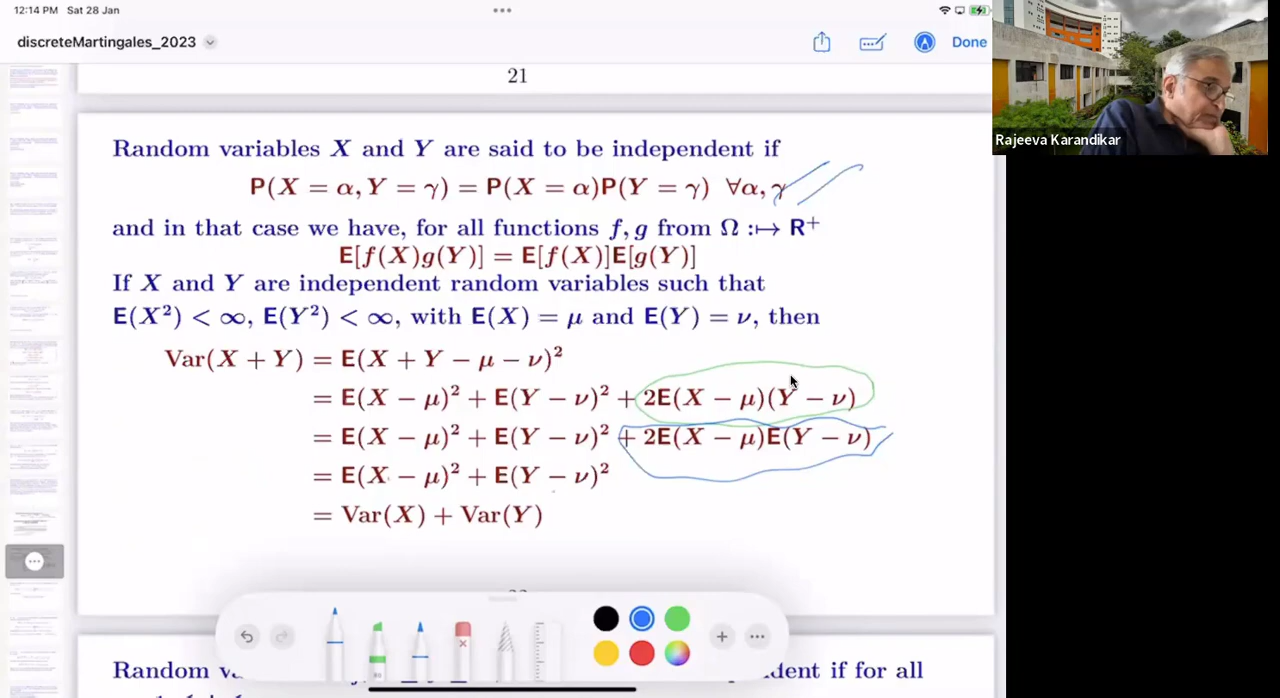 12:14 PM Sat 28 Jan
discreteMartingales_2023
Done
Rajeeva Karandikar
21
Random variables X and Y are said to be independent if
P(X = α, Y = γ) = P(X = α)P(Y = γ) ∀α, γ
and in that case we have, for all functions f, g from Ω :↦ R⁺
E[f(X)g(Y)] = E[f(X)]E[g(Y)]
If X and Y are independent random variables such that
E(X²) < ∞, E(Y²) < ∞, with E(X) = μ and E(Y) = ν, then
Var(X + Y) = E(X + Y − μ − ν)²
= E(X − μ)² + E(Y − ν)² + 2E(X − μ)(Y − ν)
= E(X − μ)² + E(Y − ν)² + 2E(X − μ)E(Y − ν)
= E(X − μ)² + E(Y − ν)²
= Var(X) + Var(Y)
Random
if for all